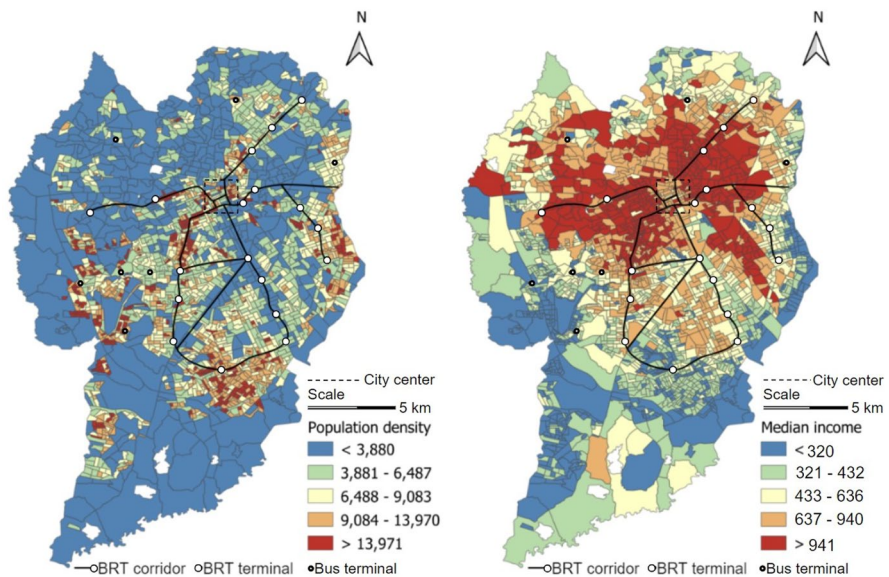 N
City center
Scale
5 km
Population density
< 3,880
3,881 - 6,487
6,488 - 9,083
9,084 - 13,970
> 13,971
BRT corridor BRT terminal Bus terminal
N
City center
Scale
5 km
Median income
< 320
321 - 432
433 - 636
637 - 940
> 941
BRT corridor BRT terminal Bus terminal